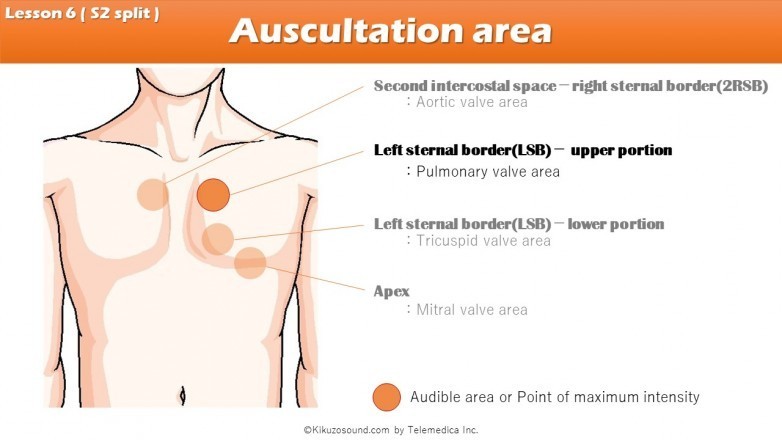 Lesson 6 ( S2 split )
Auscultation area
Second intercostal space－right sternal border(2RSB)
：Aortic valve area
Left sternal border(LSB)－ upper portion
：Pulmonary valve area
Left sternal border(LSB)－lower portion
：Tricuspid valve area
Apex
：Mitral valve area
Audible area or Point of maximum intensity
©Kikuzosound.com by Telemedica Inc.